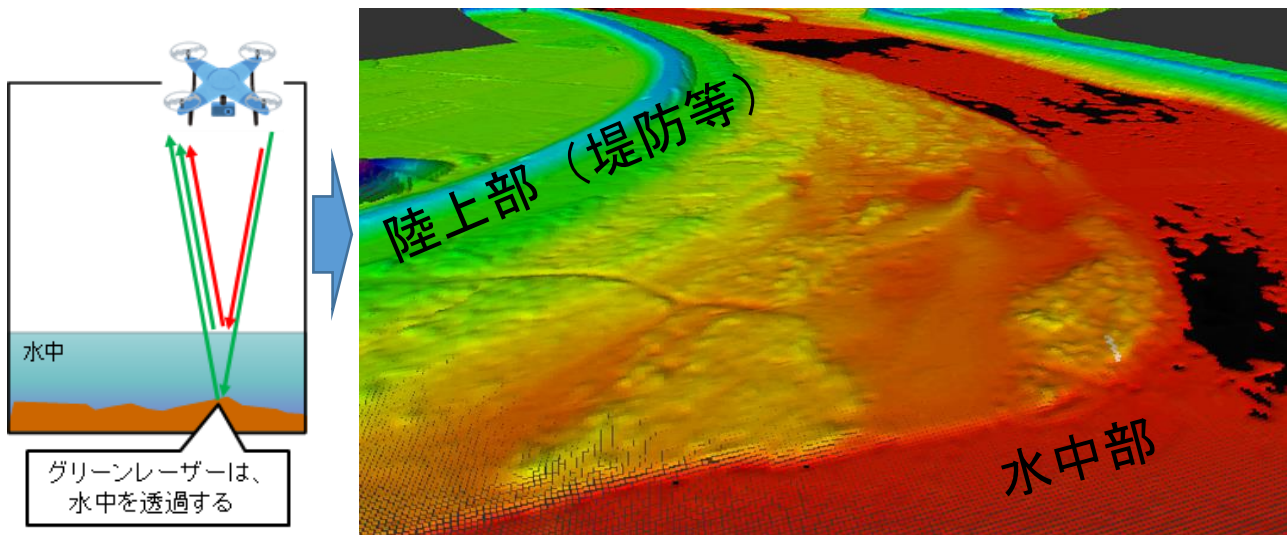 水中
グリーンレーザーは、
水中を透過する
陸上部（堤防等）
水中部